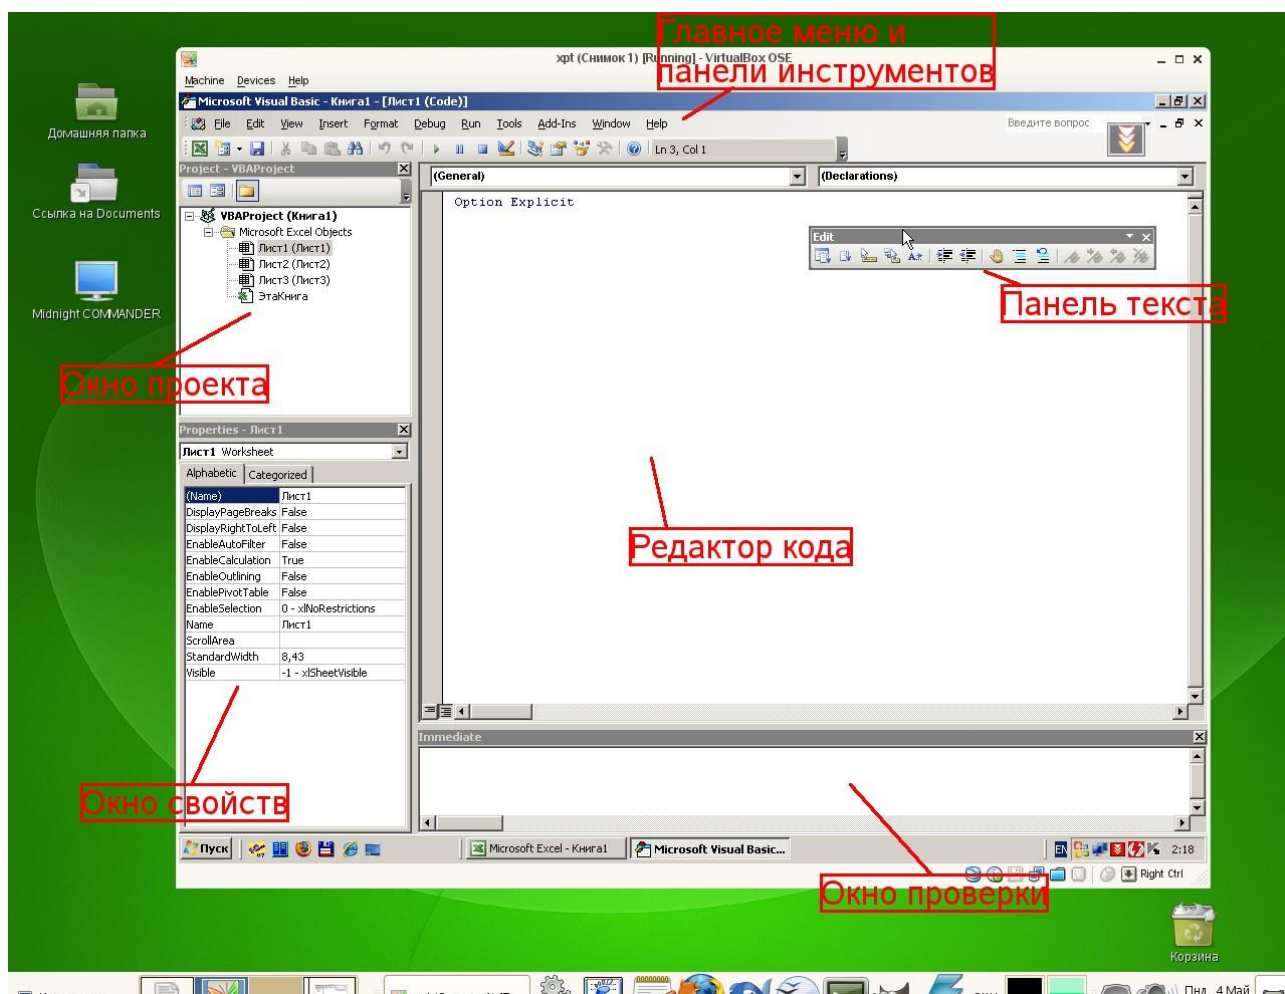 Главное меню и
панели инструментов
xpt (Снимок 1) [Running] - VirtualBox OSE
Machine Devices Help
Microsoft Visual Basic - Книга1 - [Лист1 (Code)]
File Edit View Insert Format Debug Run Tools Add-Ins Window Help
Введите вопрос
Ln 3, Col 1
Домашняя папка
Ссылка на Documents
Midnight COMMANDER
Project - VBAProject
VBAProject (Книга1)
Microsoft Excel Objects
Лист1 (Лист1)
Лист2 (Лист2)
Лист3 (Лист3)
ЭтаКнига
Окно проекта
(General)
(Declarations)
Option Explicit
Edit
Панель текста
Редактор кода
Properties - Лист1
Лист1 Worksheet
Alphabetic Categorized
(Name) Лист1
DisplayPageBreaks False
DisplayRightToLeft False
EnableAutoFilter False
EnableCalculation True
EnableOutlining False
EnablePivotTable False
EnableSelection 0 - xlNoRestrictions
Name Лист1
ScrollArea
StandardWidth 8,43
Visible -1 - xlSheetVisible
Окно свойств
Immediate
Окно проверки
Пуск
Microsoft Excel - Книга1
Microsoft Visual Basic...
EN
2:18
Right Ctrl
Корзина
Пнд 4 Май